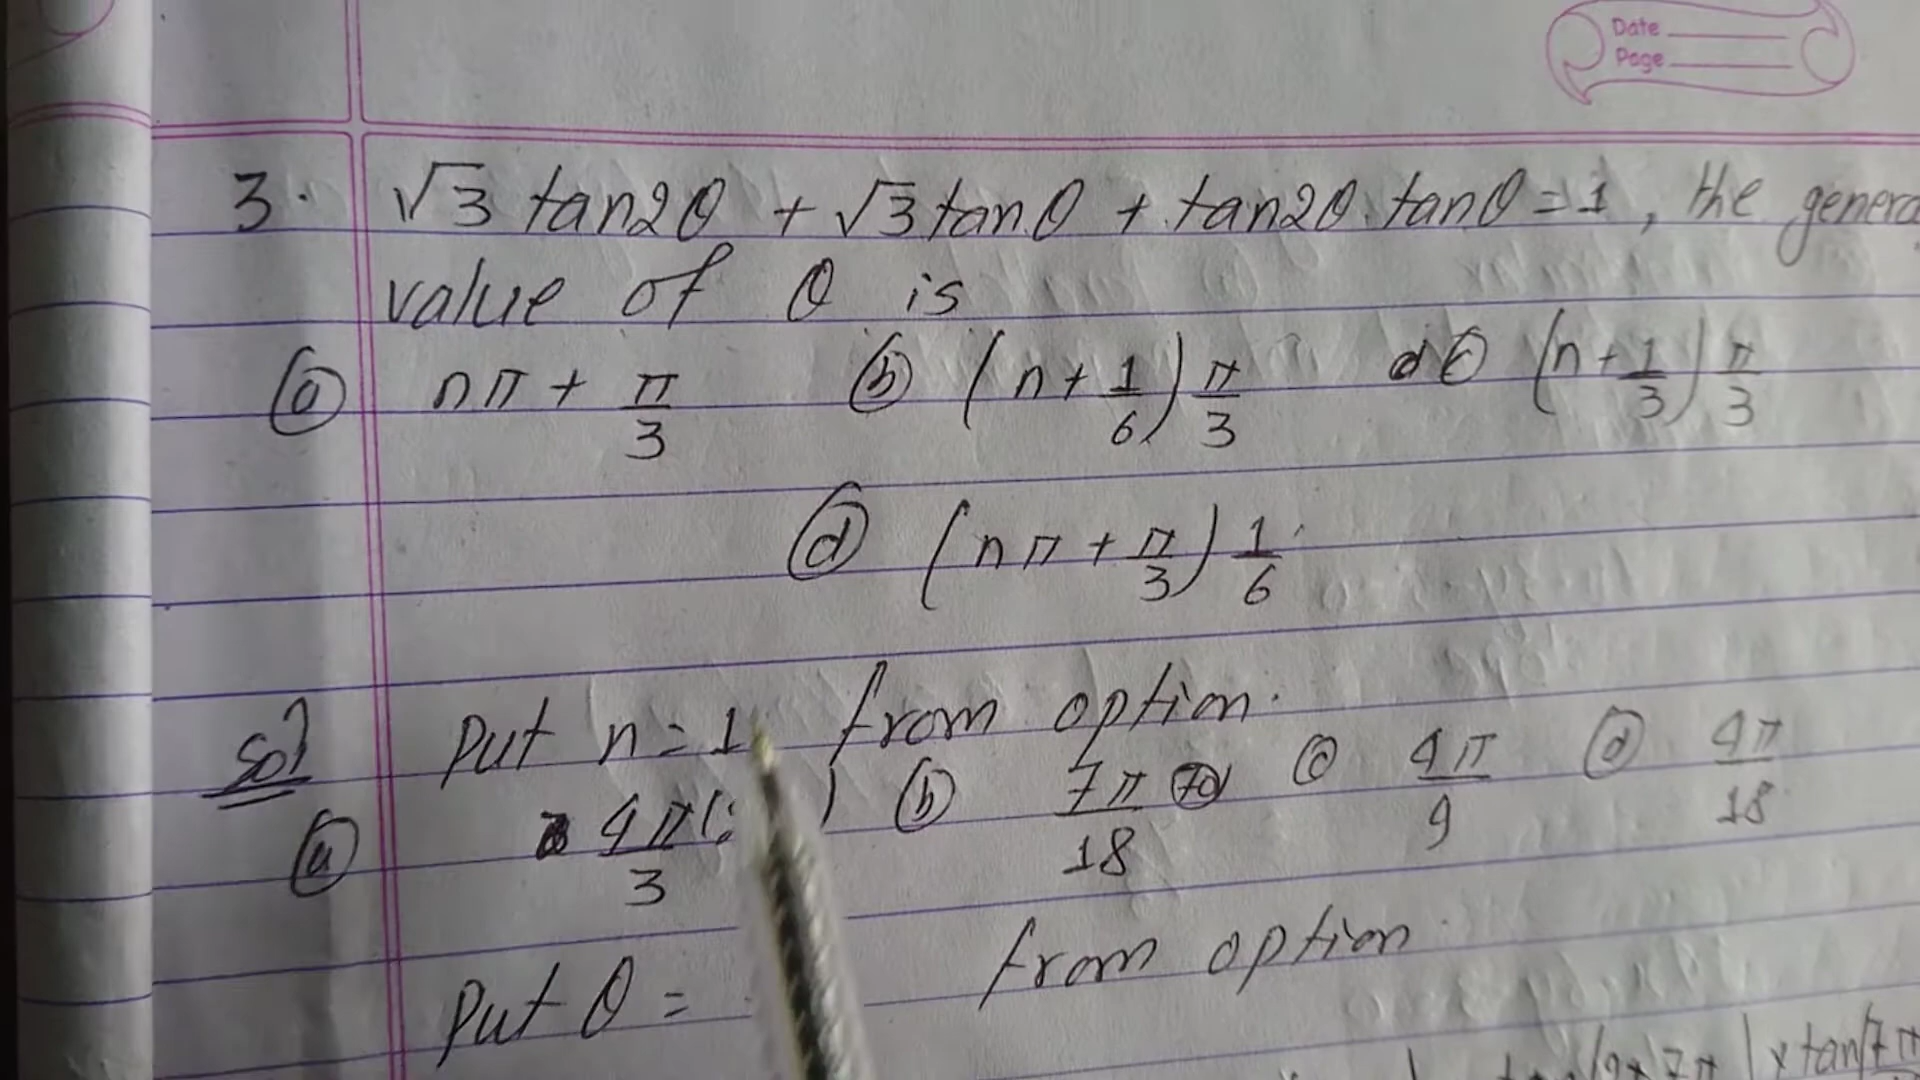 Date
Page
3. √3 tan2θ + √3 tanθ + tan2θ. tanθ = 1, the genera
value of θ is
(a) nπ + π/3 (b) (n + 1/6) π/3 (c) (n + 1/3) π/3
(d) (nπ + π/3) 1/6
Sol Put n = 1 from option.
(a) 4π/3 (b) 7π/18 (c) 4π/9 (d) 4π/18
Put θ = from option.
x tan